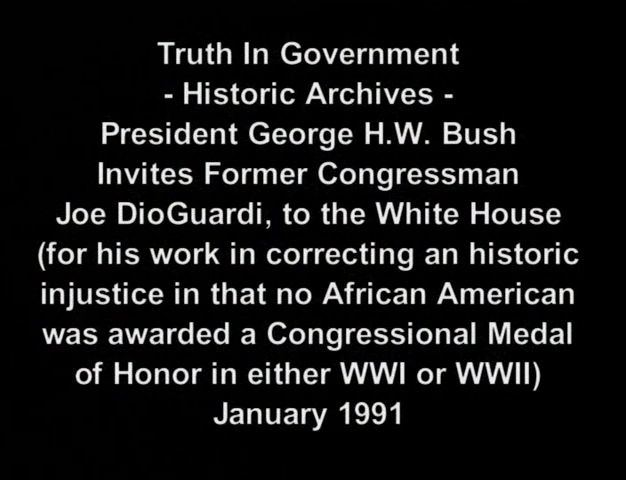 Truth In Government
- Historic Archives -
President George H.W. Bush
Invites Former Congressman
Joe DioGuardi, to the White House
(for his work in correcting an historic
injustice in that no African American
was awarded a Congressional Medal
of Honor in either WWI or WWII)
January 1991